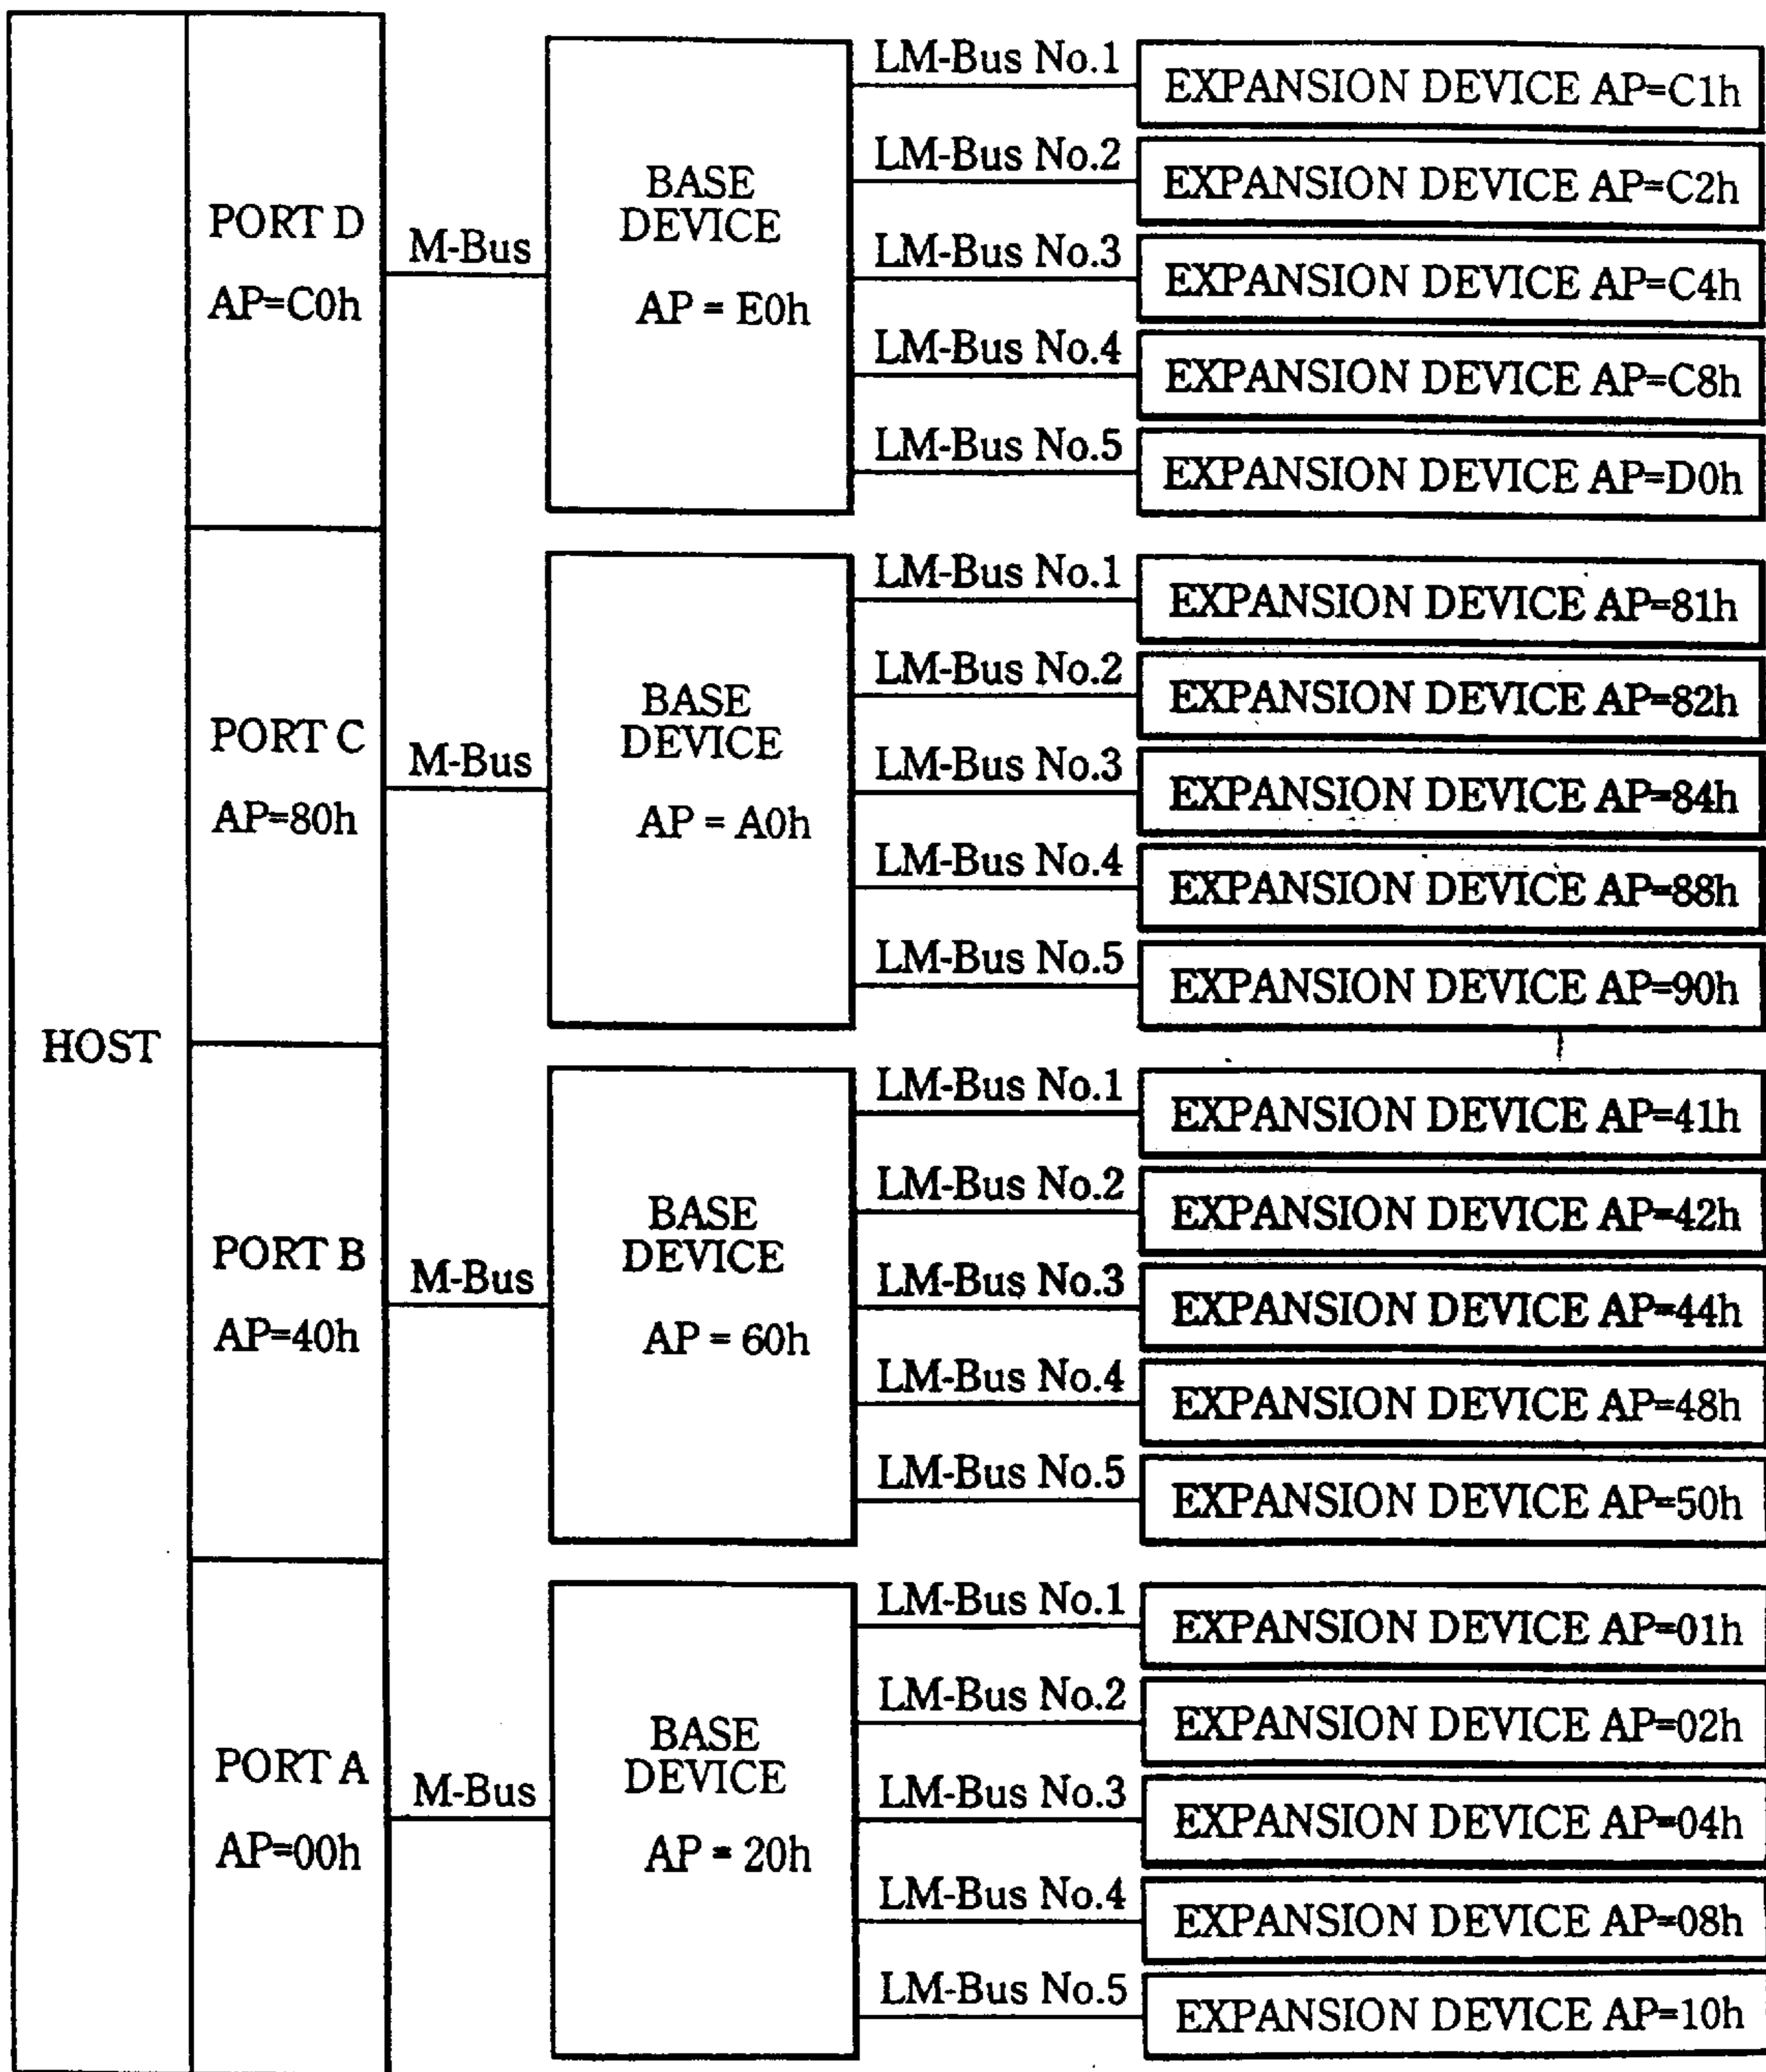 HOST
PORT D
AP=C0h
M-Bus
BASE
DEVICE
AP = E0h
LM-Bus No.1
EXPANSION DEVICE AP=C1h
LM-Bus No.2
EXPANSION DEVICE AP=C2h
LM-Bus No.3
EXPANSION DEVICE AP=C4h
LM-Bus No.4
EXPANSION DEVICE AP=C8h
LM-Bus No.5
EXPANSION DEVICE AP=D0h
PORT C
AP=80h
M-Bus
BASE
DEVICE
AP = A0h
LM-Bus No.1
EXPANSION DEVICE AP=81h
LM-Bus No.2
EXPANSION DEVICE AP=82h
LM-Bus No.3
EXPANSION DEVICE AP=84h
LM-Bus No.4
EXPANSION DEVICE AP=88h
LM-Bus No.5
EXPANSION DEVICE AP=90h
PORT B
AP=40h
M-Bus
BASE
DEVICE
AP = 60h
LM-Bus No.1
EXPANSION DEVICE AP=41h
LM-Bus No.2
EXPANSION DEVICE AP=42h
LM-Bus No.3
EXPANSION DEVICE AP=44h
LM-Bus No.4
EXPANSION DEVICE AP=48h
LM-Bus No.5
EXPANSION DEVICE AP=50h
PORT A
AP=00h
M-Bus
BASE
DEVICE
AP = 20h
LM-Bus No.1
EXPANSION DEVICE AP=01h
LM-Bus No.2
EXPANSION DEVICE AP=02h
LM-Bus No.3
EXPANSION DEVICE AP=04h
LM-Bus No.4
EXPANSION DEVICE AP=08h
LM-Bus No.5
EXPANSION DEVICE AP=10h